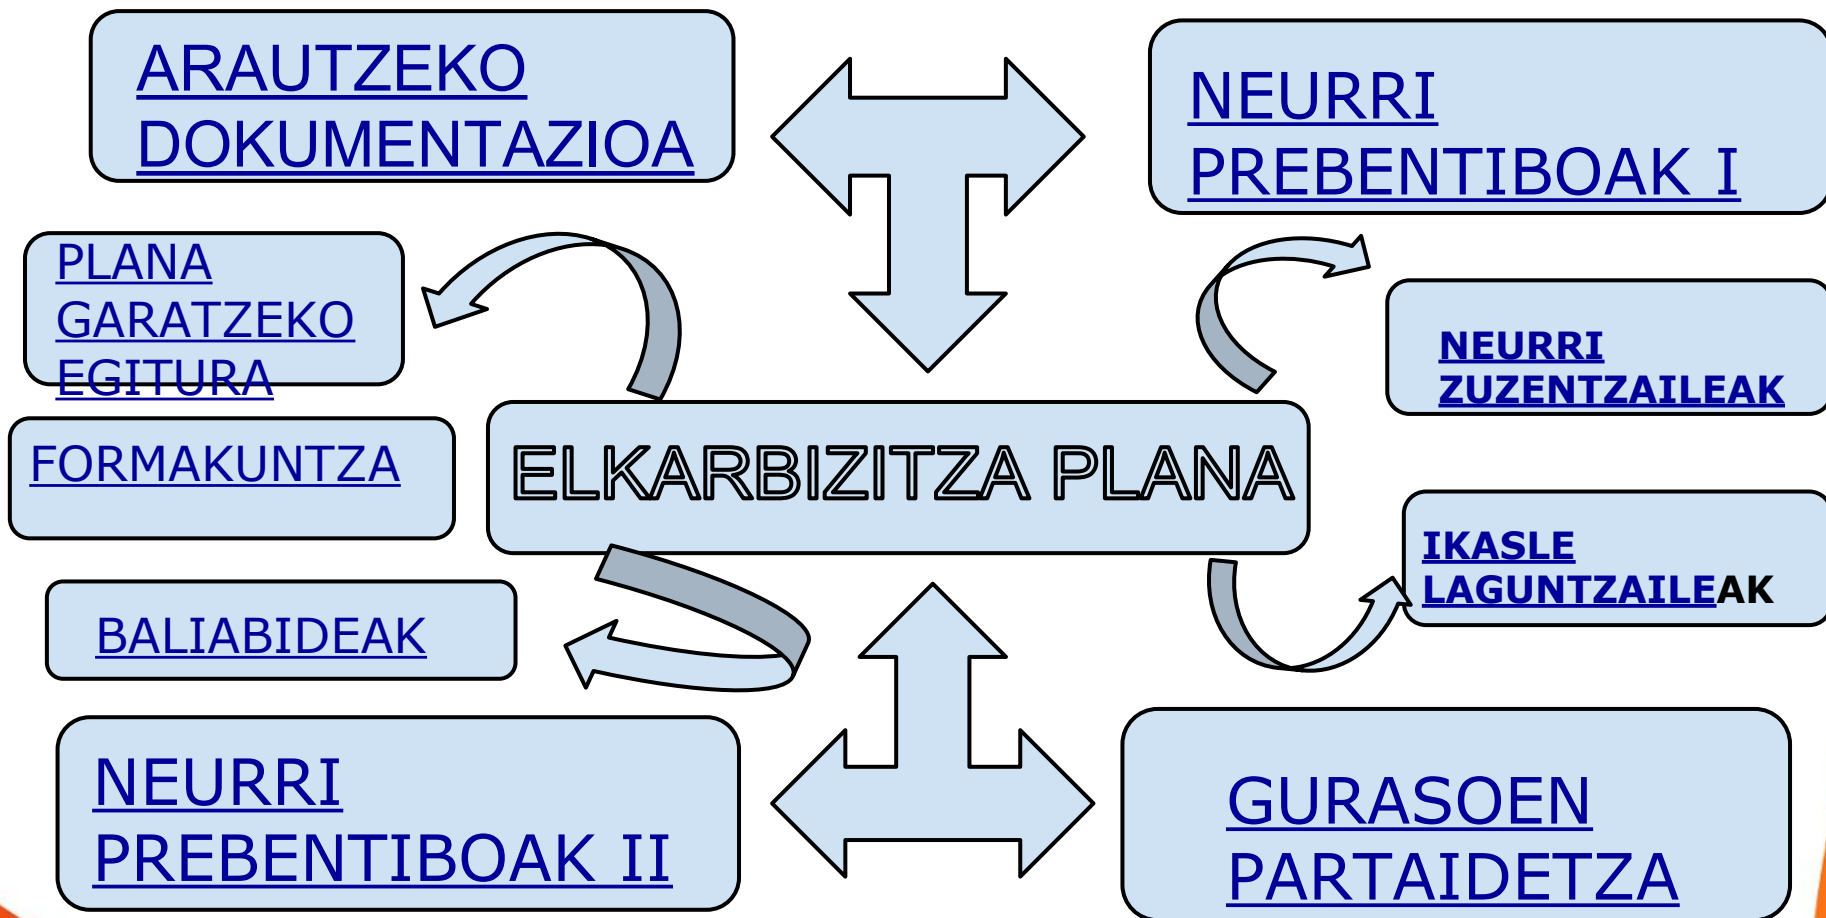 ARAUTZEKO
DOKUMENTAZIOA
NEURRI
PREBENTIBOAK I
PLANA
GARATZEKO
EGITURA
NEURRI
ZUZENTZAILEAK
FORMAKUNTZA
ELKARBIZITZA PLANA
IKASLE
LAGUNTZAILEAK
BALIABIDEAK
NEURRI
PREBENTIBOAK II
GURASOEN
PARTAIDETZA